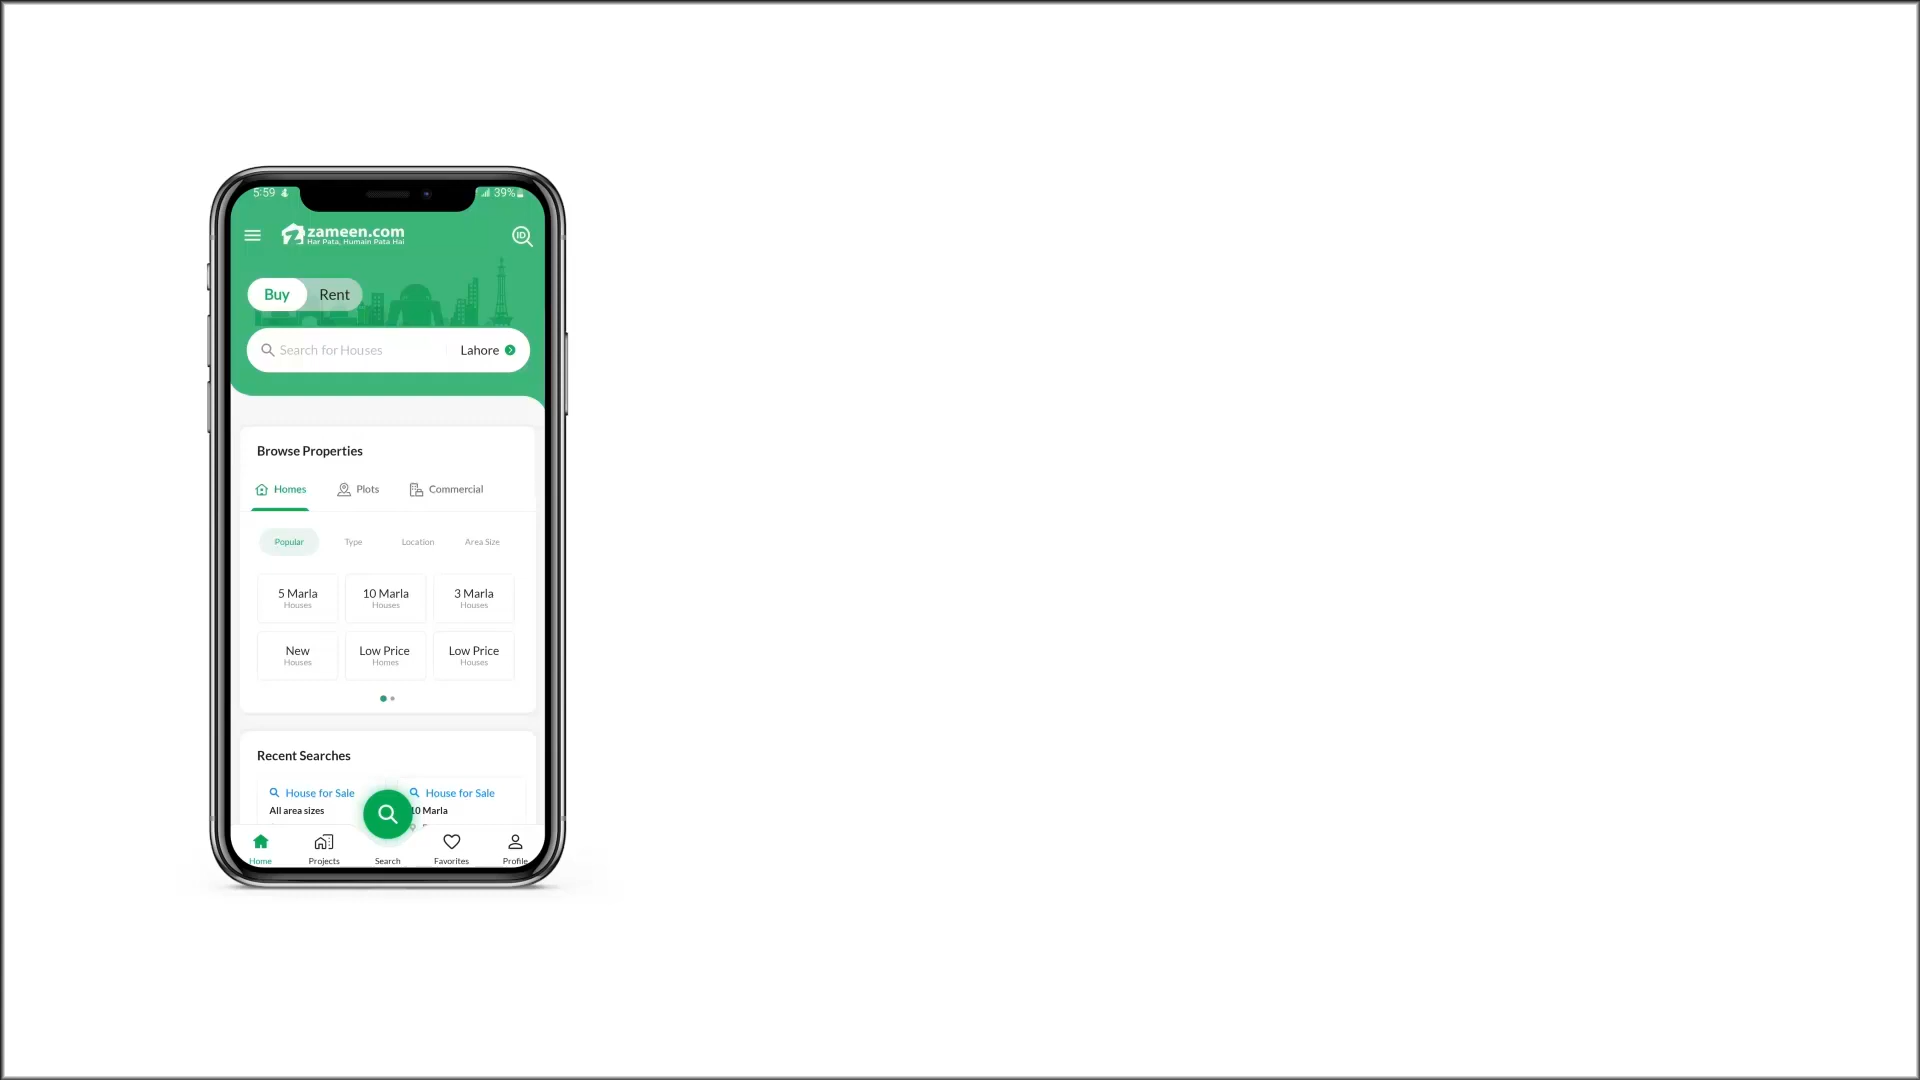 5:59 39%
zameen.com
Har Pata, Humain Pata Hai
ID
Buy Rent
Search for Houses Lahore
Browse Properties
Homes Plots Commercial
Popular Type Location Area Size
5 Marla 10 Marla 3 Marla
Houses Houses Houses
New Low Price Low Price
Houses Homes Houses
Recent Searches
House for Sale House for Sale
All area sizes 10 Marla
Home Projects Search Favorites Profile